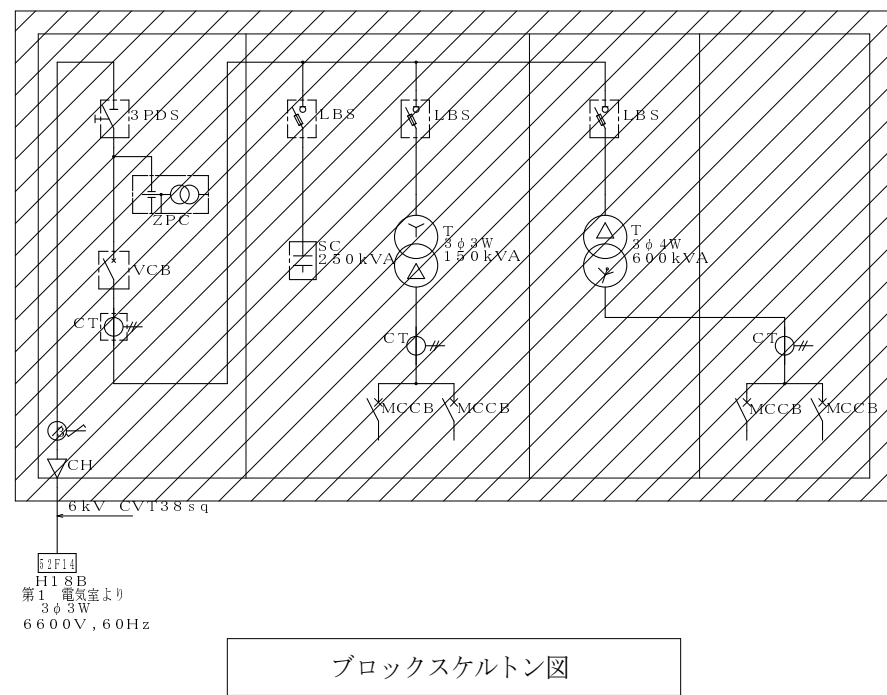 3PDS
LBS
LBS
LBS
ZPC
VCB
SC
250kVA
T
3φ3W
150kVA
T
3φ4W
600kVA
CT
CT
CT
MCCB
MCCB
MCCB
MCCB
CH
6kV CVT38sq
52F14
H18B
第1 電気室より
3φ3W
6600V,60Hz
ブロックスケルトン図